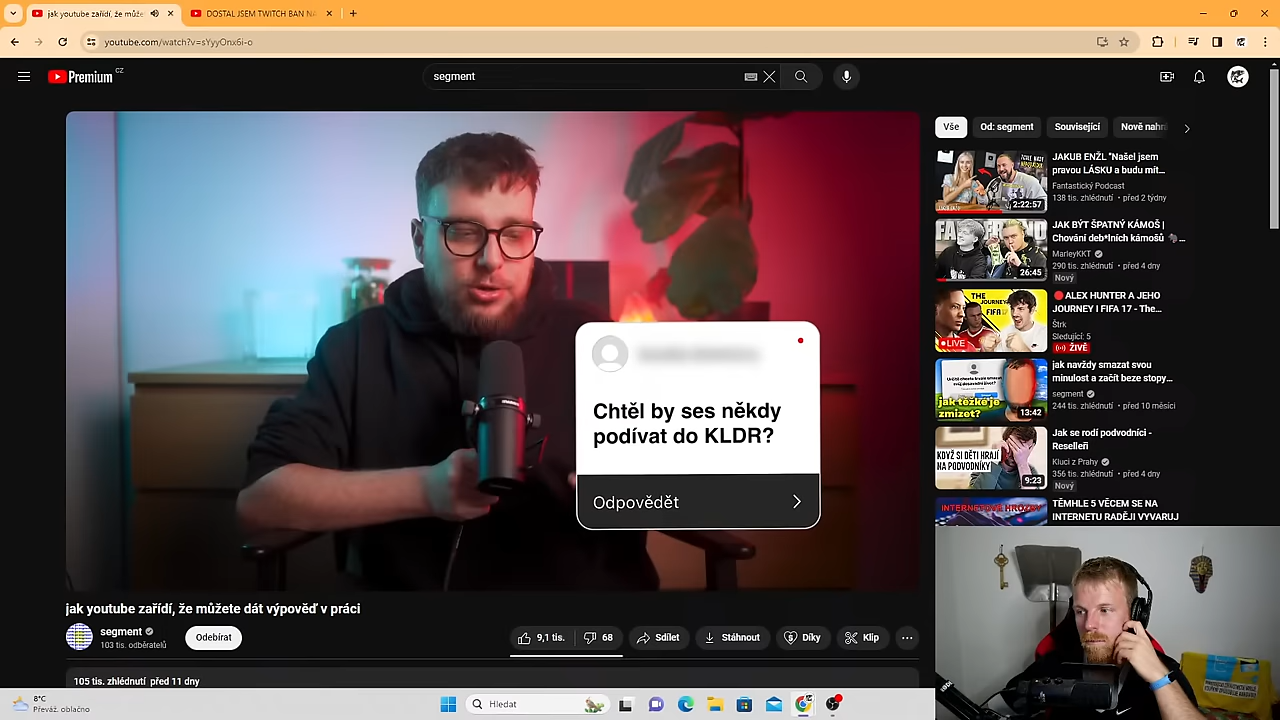 jak youtube zařídí, že může
DOSTAL JSEM TWITCH BAN NA
youtube.com/watch?v=sYyyOnx6i-o
Premium CZ
segment
Vše
Od: segment
Související
Nově nahrá
JAKUB ENŽL "Našel jsem
pravou LÁSKU a budu mít...
Fantastický Podcast
138 tis. zhlédnutí • před 2 týdny
2:22:57
JAK BÝT ŠPATNÝ KÁMOŠ |
Chování deb*lních kámošů 🗣️...
MarleyKKT
290 tis. zhlédnutí • před 4 dny
Nový
26:45
THE
JOURNEY
FIFA 17
LIVE
🔴ALEX HUNTER A JEHO
JOURNEY I FIFA 17 - The...
Štrk
Sledující: 5
ŽIVĚ
jak těžké je
zmizet?
13:42
jak navždy smazat svou
minulost a začít beze stopy...
segment
244 tis. zhlédnutí • před 10 měsíci
KDYŽ SI DĚTI HRAJÍ
NA PODVODNÍKY
9:23
Jak se rodí podvodníci -
Reselleři
Kluci z Prahy
356 tis. zhlédnutí • před 4 dny
Nový
INTERNETOVÉ HROZBY
TĚMHLE 5 VĚCEM SE NA
INTERNETU RADĚJI VYVARUJ
Chtěl by ses někdy
podívat do KLDR?
Odpovědět
jak youtube zařídí, že můžete dát výpověď v práci
segment
103 tis. odběratelů
Odebírat
9,1 tis.
68
Sdílet
Stáhnout
Díky
Klip
105 tis. zhlédnutí před 11 dny
8°C
Převáž. oblačno
Hledat